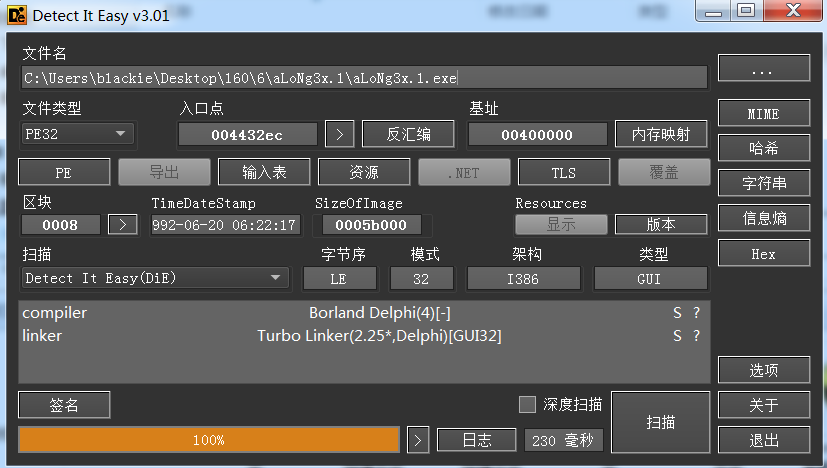 Detect It Easy v3.01
文件名
C:\Users\blackie\Desktop\160\6\aLoNg3x.1\aLoNg3x.1.exe
...
文件类型 入口点 基址
PE32 004432ec > 反汇编 00400000 内存映射 MIME
哈希
PE 导出 输入表 资源 .NET TLS 覆盖
字符串
区块 TimeDateStamp SizeOfImage Resources
0008 > 992-06-20 06:22:17 0005b000 显示 版本 信息熵
扫描 字节序 模式 架构 类型 Hex
Detect It Easy(DiE) LE 32 I386 GUI
compiler Borland Delphi(4)[-] S ?
linker Turbo Linker(2.25*,Delphi)[GUI32] S ?
选项
签名 深度扫描 扫描 关于
100% > 日志 230 毫秒 退出